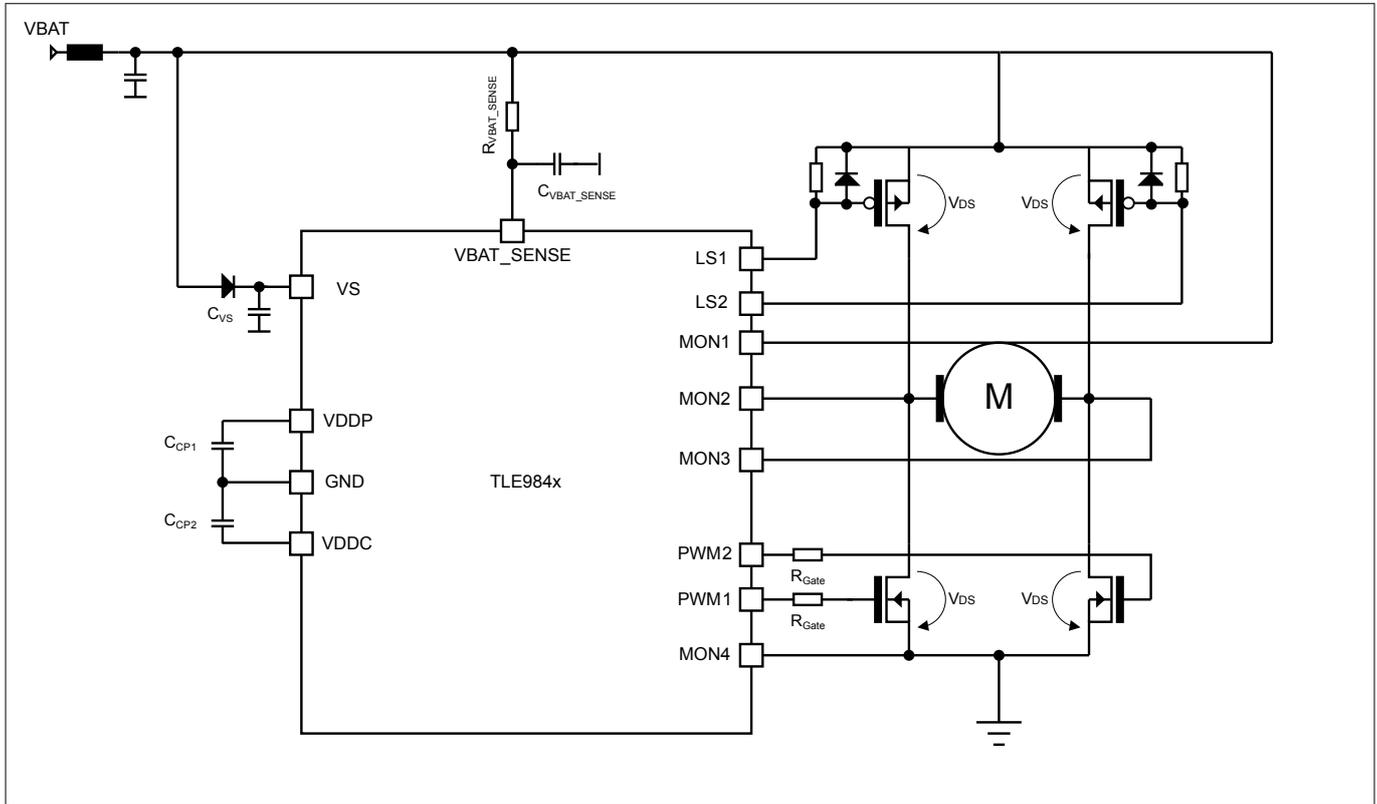 VBAT
RVBAT_SENSE
CVBAT_SENSE
VBAT_SENSE
VDS
VDS
LS1
VS
CVS
LS2
MON1
MON2
M
VDDP
CCP1
MON3
GND
TLE984x
CCP2
VDDC
PWM2
RGate
PWM1
VDS
VDS
RGate
MON4